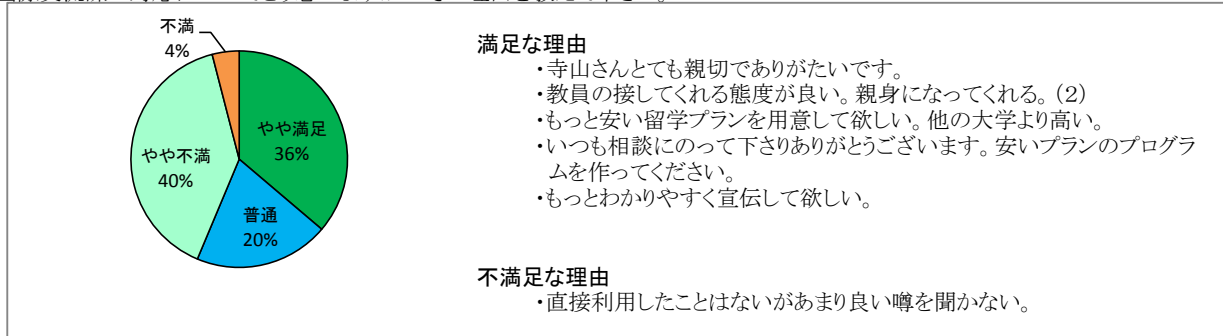 不満
4%
やや満足
36%
やや不満
40%
普通
20%
満足な理由
・寺山さんとても親切でありがたいです。
・教員の接してくれる態度が良い。親身になってくれる。(2)
・もっと安い留学プランを用意して欲しい。他の大学より高い。
・いつも相談にのって下さりありがとうございます。安いプランのプログラ
ムを作ってください。
・もっとわかりやすく宣伝して欲しい。
不満足な理由
・直接利用したことはないがあまり良い噂を聞かない。